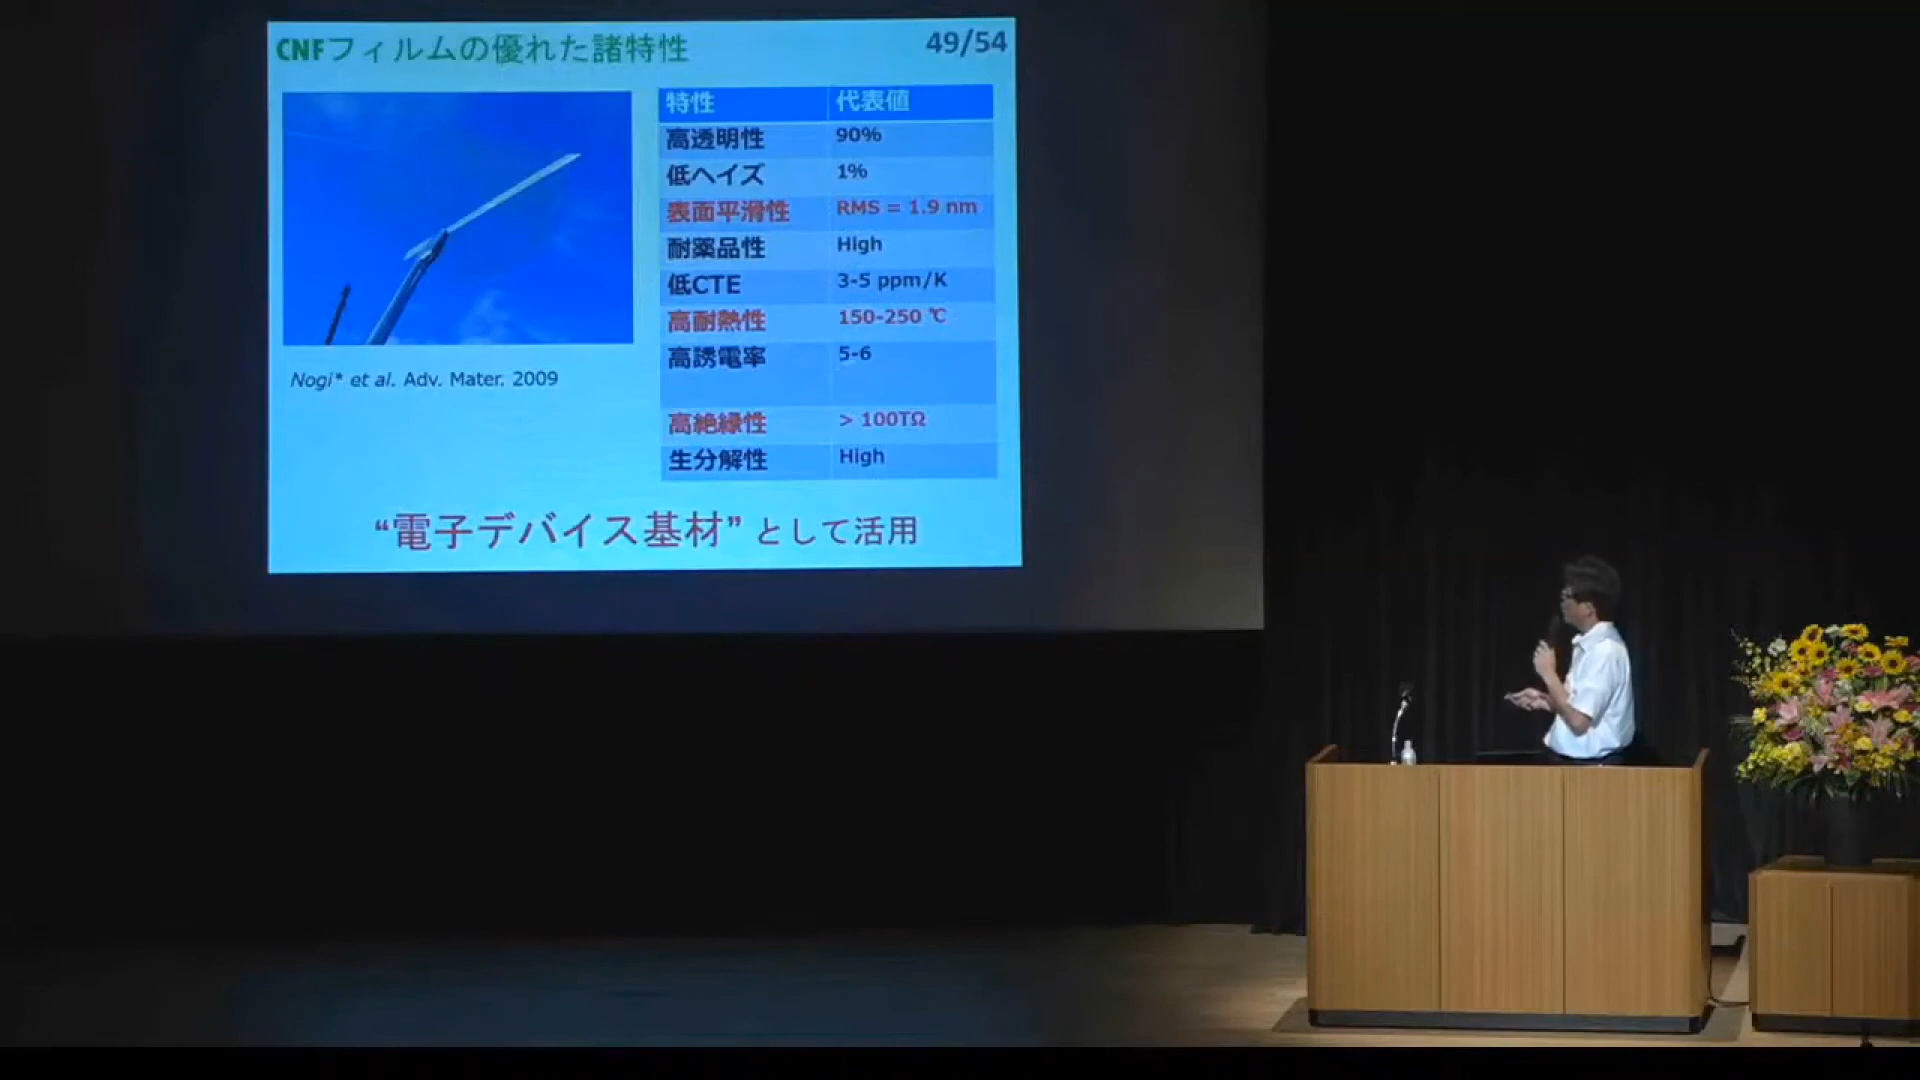 CNFフィルムの優れた諸特性
49/54
特性 代表値
高透明性 90%
低ヘイズ 1%
表面平滑性 RMS = 1.9 nm
耐薬品性 High
低CTE 3-5 ppm/K
高耐熱性 150-250 ℃
高誘電率 5-6
高絶縁性 > 100TΩ
生分解性 High
Nogi* et al. Adv. Mater. 2009
“電子デバイス基材” として活用